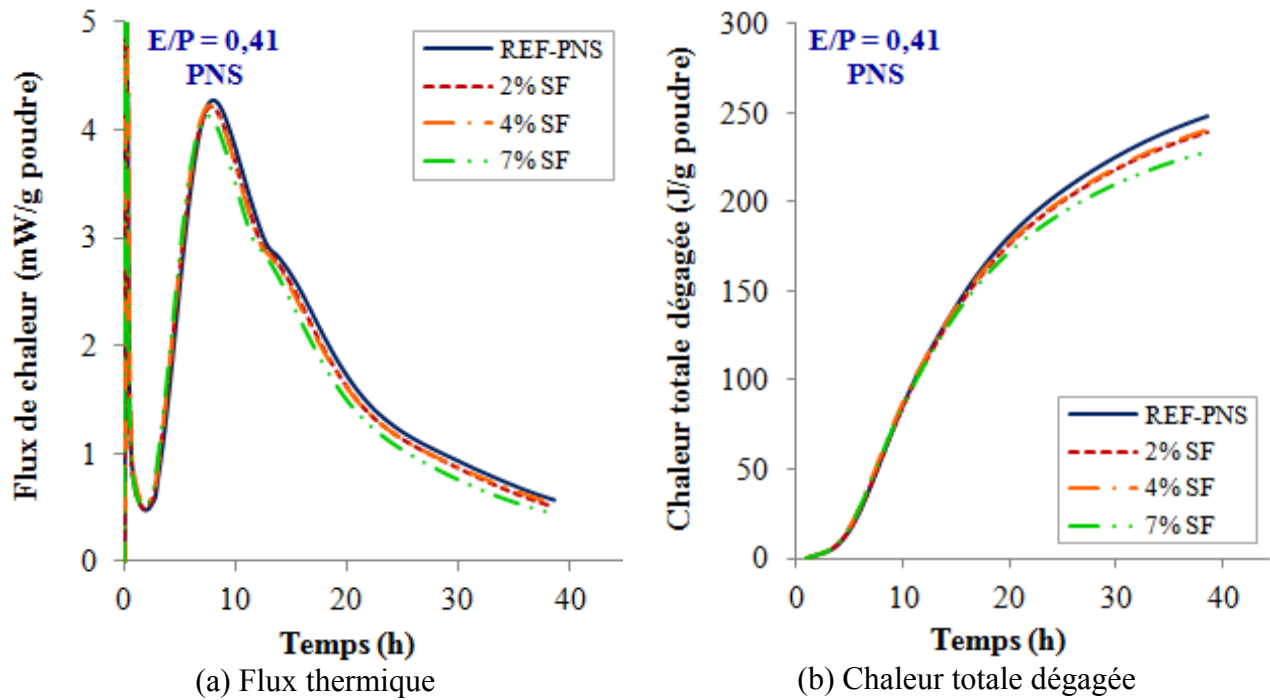 Flux de chaleur (mW/g poudre)
5
4
3
2
1
0
E/P = 0,41
PNS
REF-PNS
2% SF
4% SF
7% SF
0
10
20
30
40
Temps (h)
(a) Flux thermique
Chaleur totale dégagée (J/g poudre)
300
250
200
150
100
50
0
E/P = 0,41
PNS
REF-PNS
2% SF
4% SF
7% SF
0
10
20
30
40
Temps (h)
(b) Chaleur totale dégagée